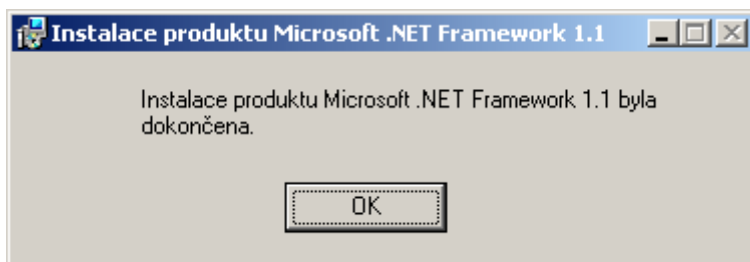 Instalace produktu Microsoft .NET Framework 1.1
Instalace produktu Microsoft .NET Framework 1.1 byla
dokončena.
OK